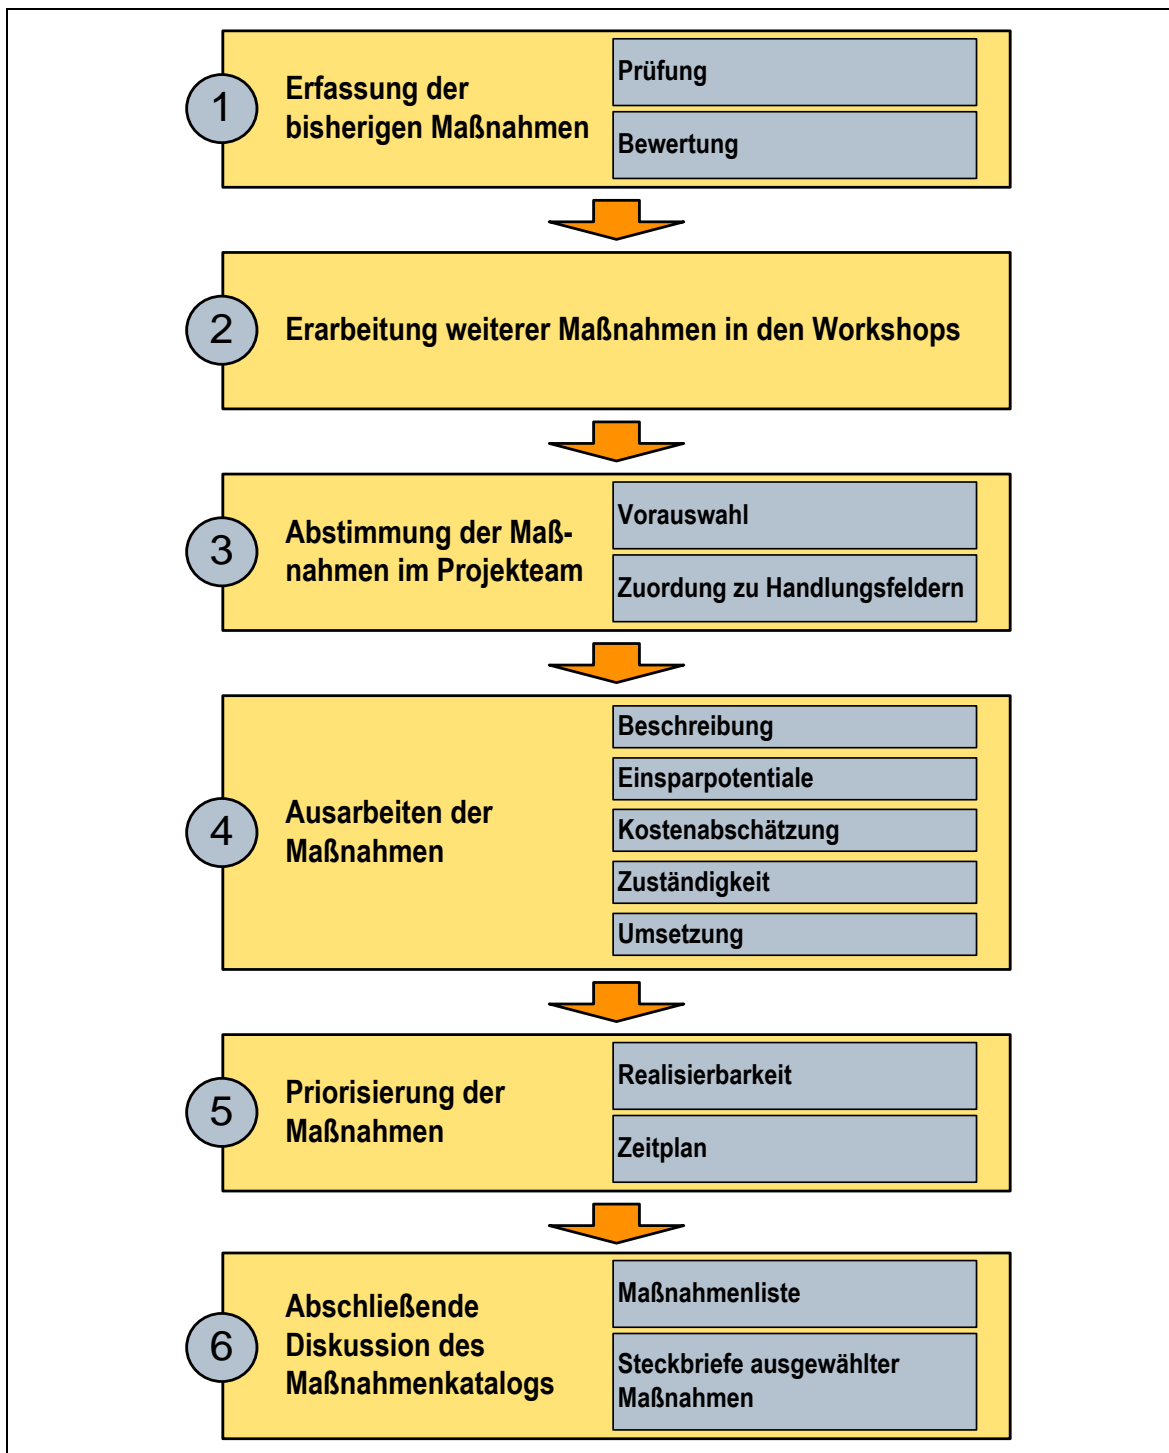 1
Erfassung der
bisherigen Maßnahmen
Prüfung
Bewertung
2
Erarbeitung weiterer Maßnahmen in den Workshops
3
Abstimmung der Maß-
nahmen im Projekteam
Vorauswahl
Zuordung zu Handlungsfeldern
4
Ausarbeiten der
Maßnahmen
Beschreibung
Einsparpotentiale
Kostenabschätzung
Zuständigkeit
Umsetzung
5
Priorisierung der
Maßnahmen
Realisierbarkeit
Zeitplan
6
Abschließende
Diskussion des
Maßnahmenkatalogs
Maßnahmenliste
Steckbriefe ausgewählter
Maßnahmen